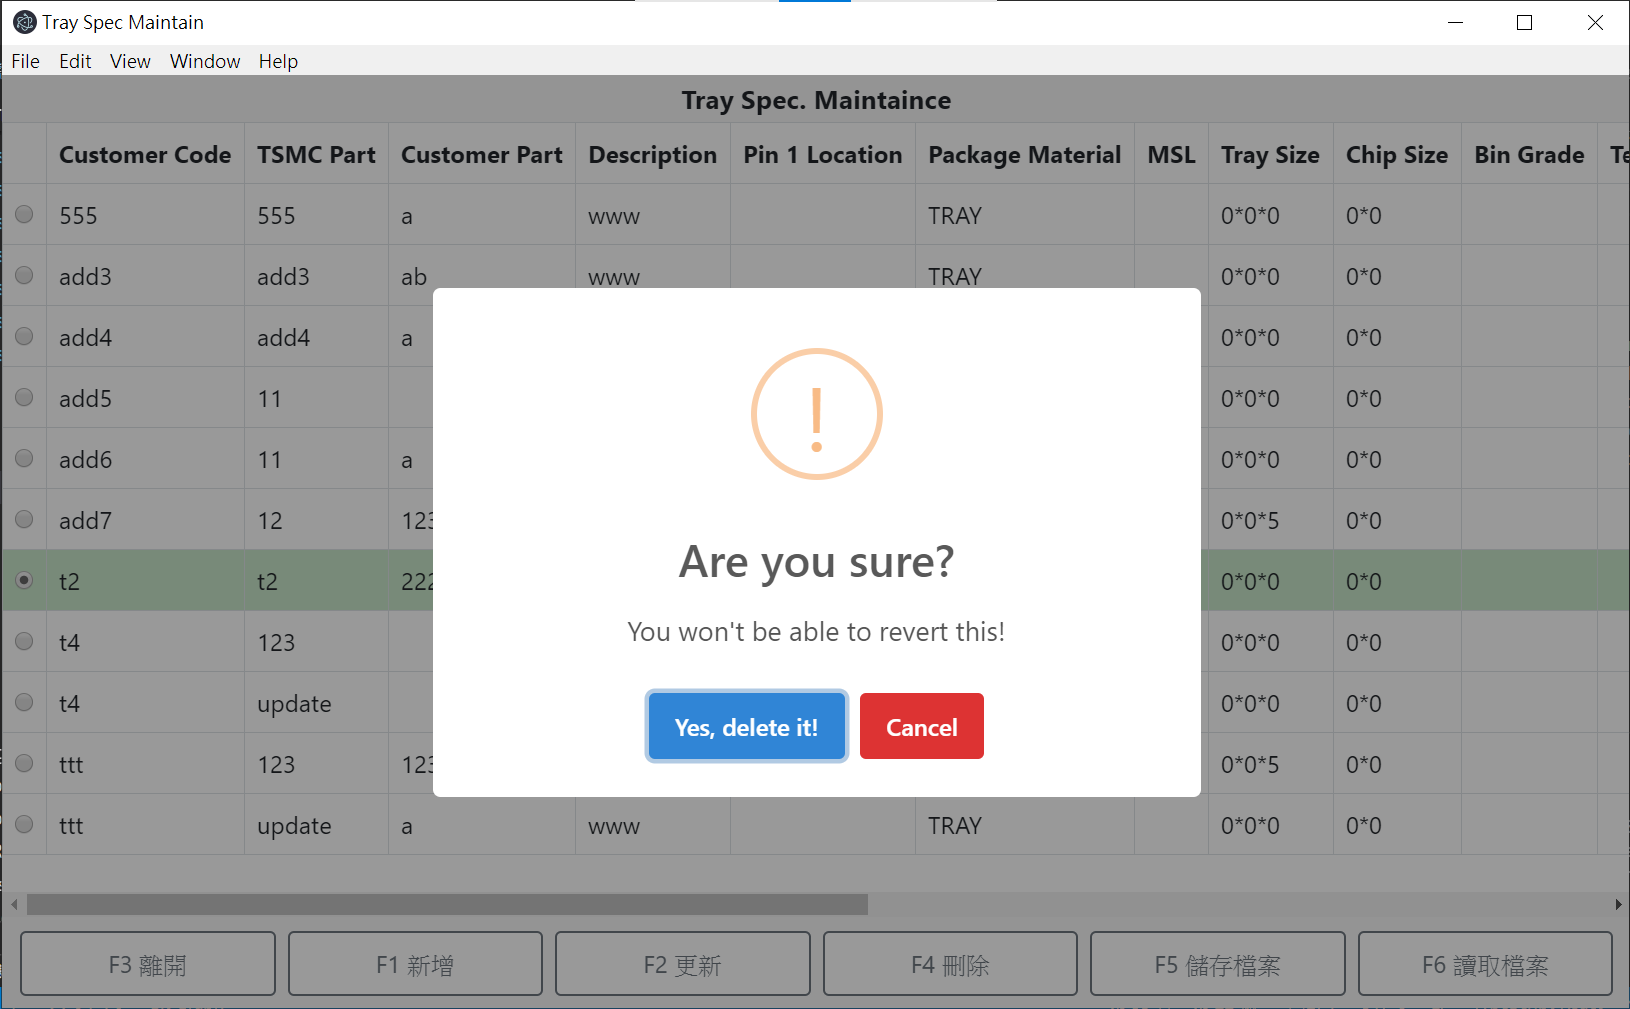 Tray Spec Maintain
File Edit View Window Help
Tray Spec. Maintaince
Customer Code TSMC Part Customer Part Description Pin 1 Location Package Material MSL Tray Size Chip Size Bin Grade
555 555 a www TRAY 0*0*0 0*0
add3 add3 ab www TRAY 0*0*0 0*0
add4 add4 a 0*0*0 0*0
add5 11 0*0*0 0*0
add6 11 a 0*0*0 0*0
add7 12 123 0*0*5 0*0
t2 t2 222 0*0*0 0*0
t4 123 0*0*0 0*0
t4 update 0*0*0 0*0
ttt 123 123 0*0*5 0*0
ttt update a www TRAY 0*0*0 0*0
!
Are you sure?
You won't be able to revert this!
Yes, delete it! Cancel
F3 離開 F1 新增 F2 更新 F4 刪除 F5 儲存檔案 F6 讀取檔案